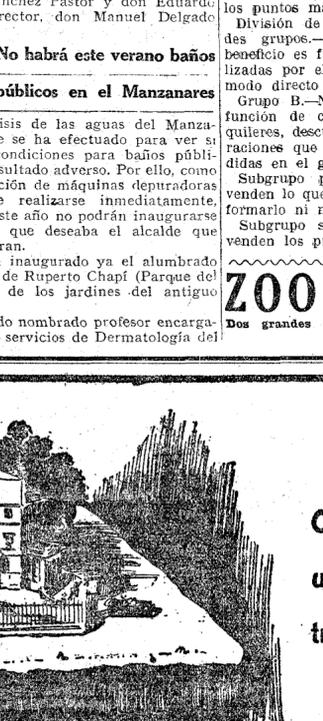 nchez Pastor y don Eduardo
rector, don Manuel Delgado
No habrá este verano baños
públicos en el Manzanares
isis de las aguas del Manza-
e se ha efectuado para ver si
ondiciones para baños públi-
sultado adverso. Por ello, como
ción de máquinas depuradoras
e realizarse inmediatamente,
ste año no podrán inaugurarse
que deseaba el alcalde que
ran.
inaugurado ya el alumbrado
de Ruperto Chapí (Parque del
de los jardines del antiguo
do nombrado profesor encarga-
servicios de Dermatología del
los puntos ma
División de
des grupos.—
beneficio es f
lizadas por el
modo directo
Grupo B.—N
función de c
quileres, desc
raciones que
didas en el g
Subgrupo p
venden lo que
formarlo ni m
Subgrupo s
venden los p
ZOO
Dos grandes
C
u
t